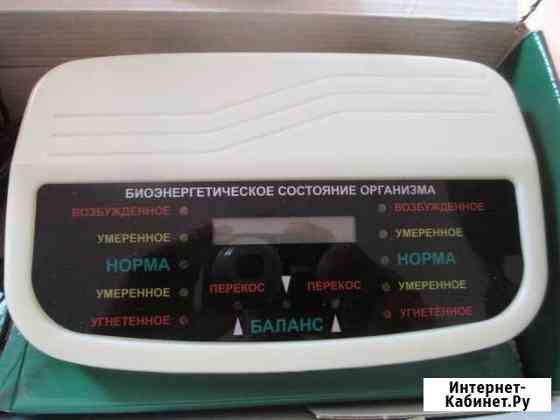 БИОЭНЕРГЕТИЧЕСКОЕ СОСТОЯНИЕ ОРГАНИЗМА
ВОЗБУЖДЕННОЕ ВОЗБУЖДЕННОЕ
УМЕРЕННОЕ УМЕРЕННОЕ
НОРМА НОРМА
УМЕРЕННОЕ ПЕРЕКОС ПЕРЕКОС УМЕРЕННОЕ
УГНЕТЕННОЕ БАЛАНС УГНЕТЕННОЕ
Интернет-
Кабинет.Ру